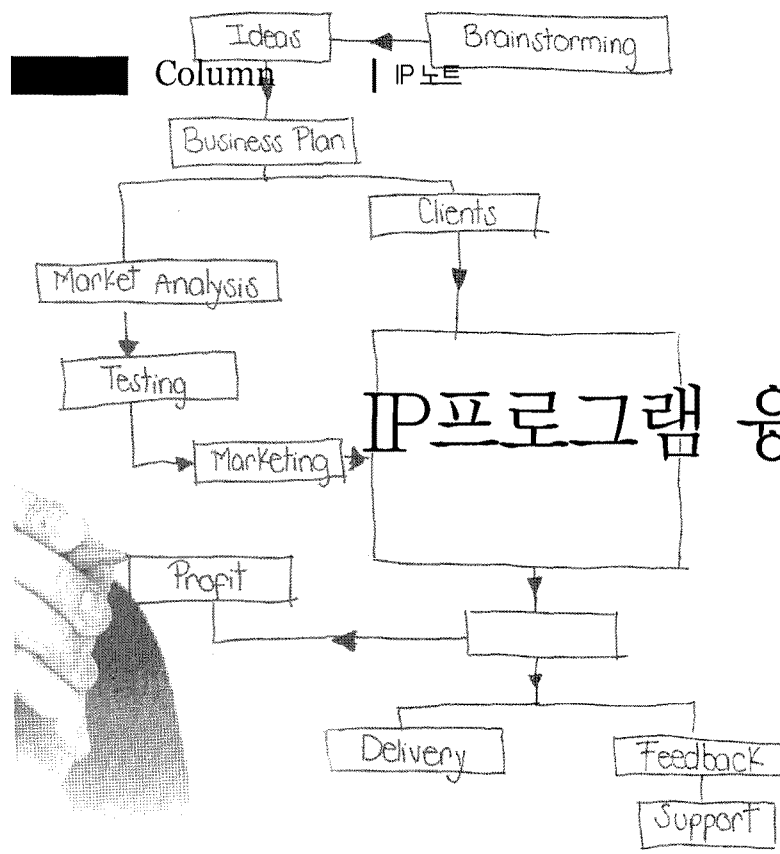 Ideas
Brainstorming
Column
IP 노트
Business Plan
Clients
Market Analysis
Testing
IP프로그램
Marketing
Profit
Delivery
Feedback
Support